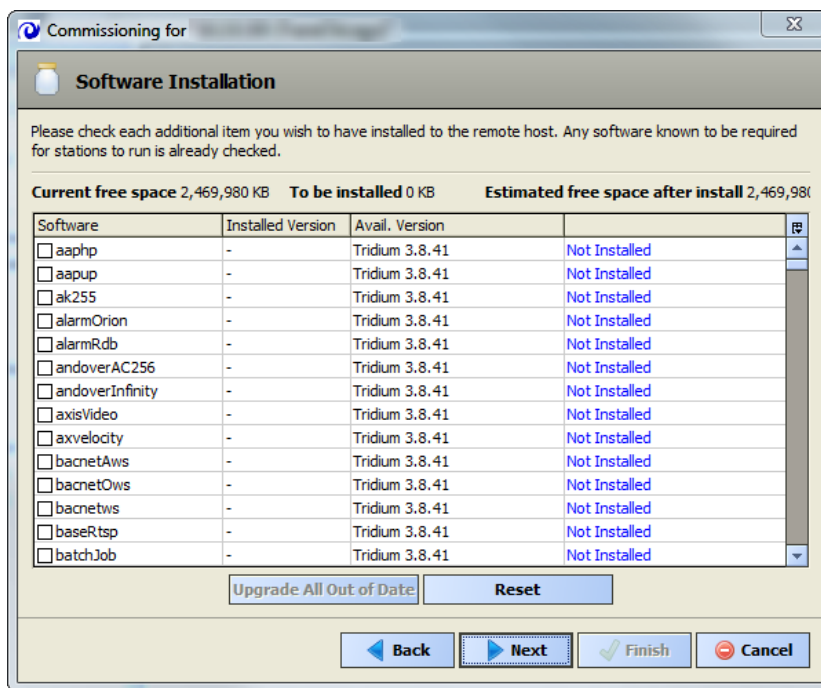 Commissioning for
Software Installation
Please check each additional item you wish to have installed to the remote host. Any software known to be required
for stations to run is already checked.
Current free space 2,469,980 KB To be installed 0 KB Estimated free space after install 2,469,980
Software Installed Version Avail. Version
aaphp - Tridium 3.8.41 Not Installed
aapup - Tridium 3.8.41 Not Installed
ak255 - Tridium 3.8.41 Not Installed
alarmOrion - Tridium 3.8.41 Not Installed
alarmRdb - Tridium 3.8.41 Not Installed
andoverAC256 - Tridium 3.8.41 Not Installed
andoverInfinity - Tridium 3.8.41 Not Installed
axisVideo - Tridium 3.8.41 Not Installed
axvelocity - Tridium 3.8.41 Not Installed
bacnetAws - Tridium 3.8.41 Not Installed
bacnetOws - Tridium 3.8.41 Not Installed
bacnetws - Tridium 3.8.41 Not Installed
baseRtsp - Tridium 3.8.41 Not Installed
batchJob - Tridium 3.8.41 Not Installed
Upgrade All Out of Date Reset
Back Next Finish Cancel